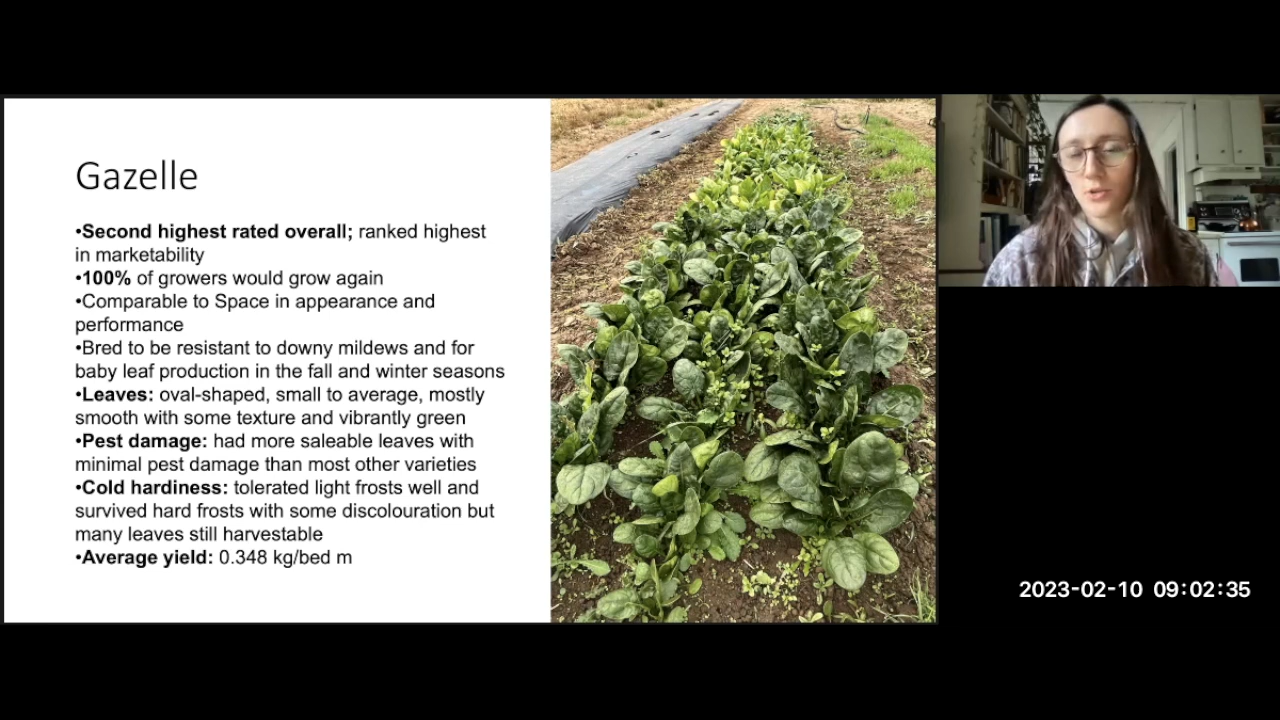 Gazelle
•Second highest rated overall; ranked highest
in marketability
•100% of growers would grow again
•Comparable to Space in appearance and
performance
•Bred to be resistant to downy mildews and for
baby leaf production in the fall and winter seasons
•Leaves: oval-shaped, small to average, mostly
smooth with some texture and vibrantly green
•Pest damage: had more saleable leaves with
minimal pest damage than most other varieties
•Cold hardiness: tolerated light frosts well and
survived hard frosts with some discolouration but
many leaves still harvestable
•Average yield: 0.348 kg/bed m
2023-02-10 09:02:35